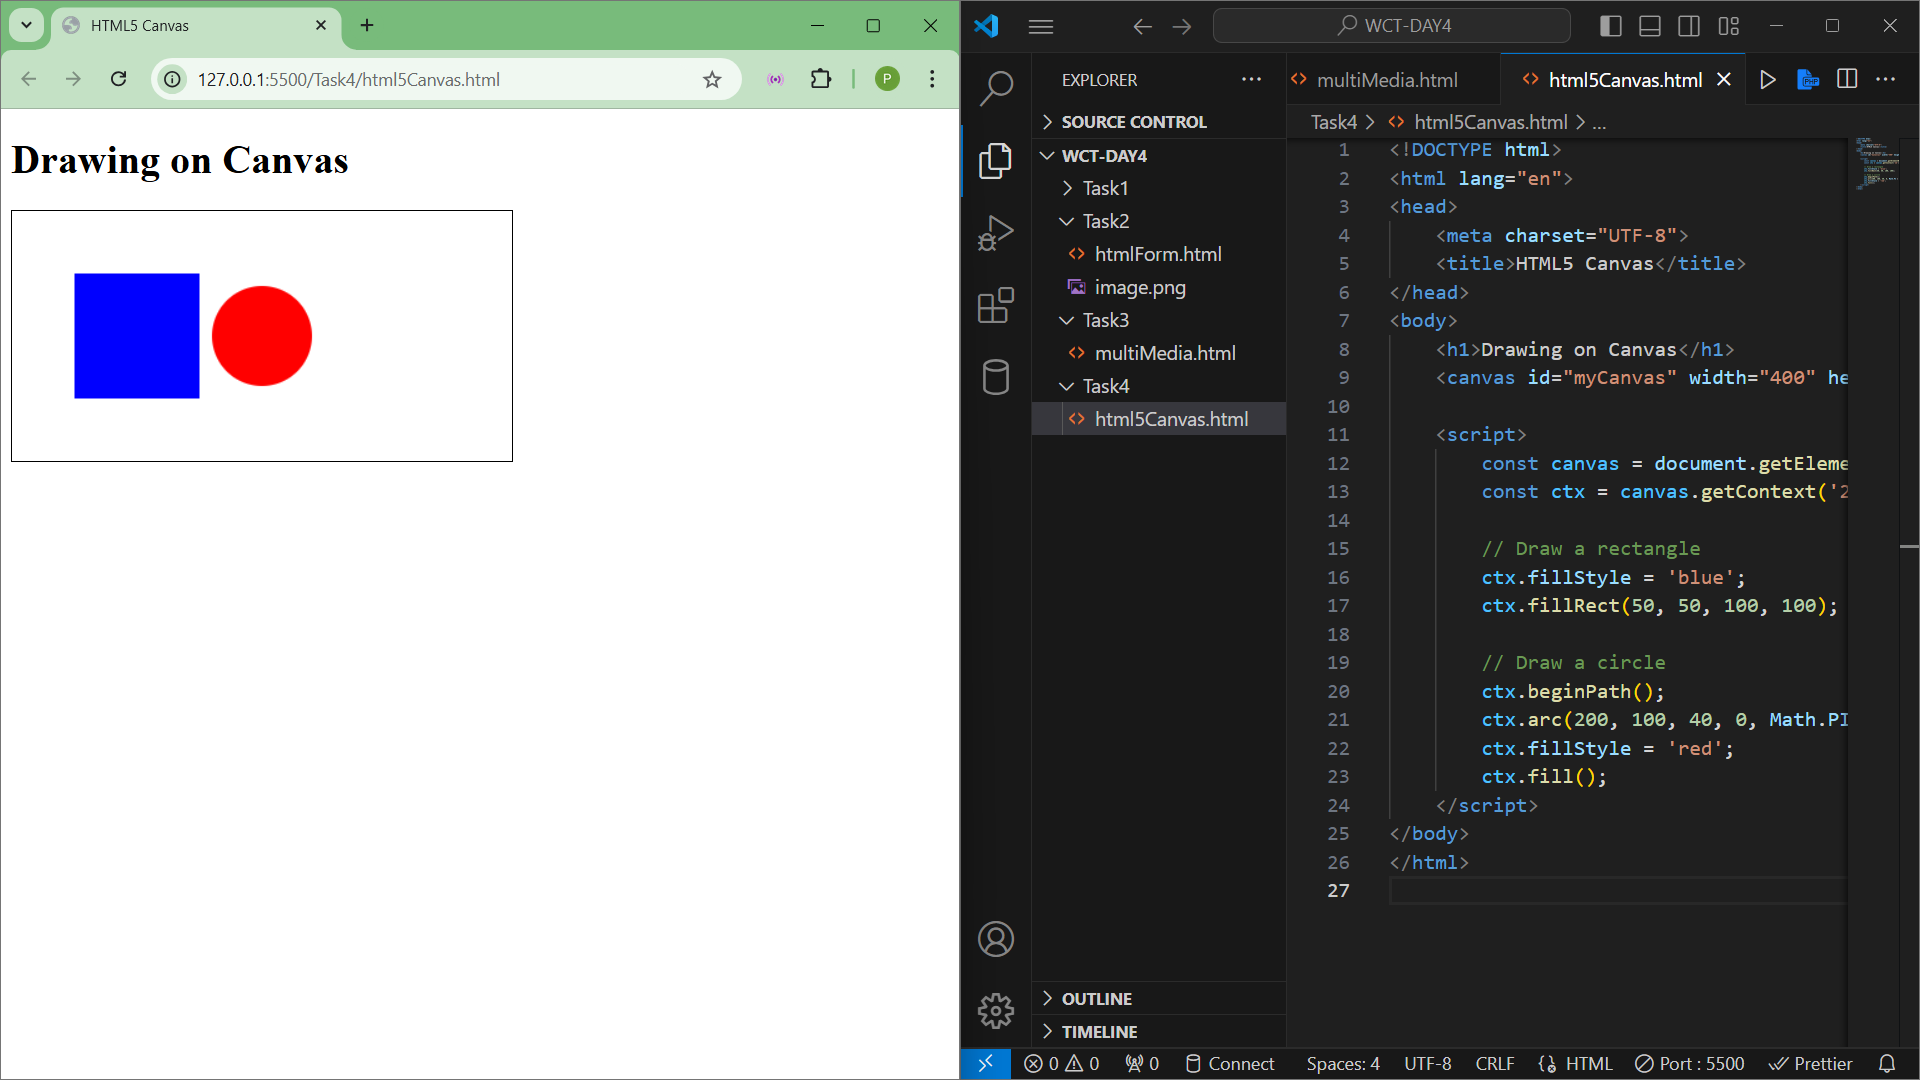 HTML5 Canvas
127.0.0.1:5500/Task4/html5Canvas.html
P
Drawing on Canvas
WCT-DAY4
EXPLORER
SOURCE CONTROL
WCT-DAY4
Task1
Task2
htmlForm.html
image.png
Task3
multiMedia.html
Task4
html5Canvas.html
OUTLINE
TIMELINE
multiMedia.html
html5Canvas.html
Task4 > html5Canvas.html > ...
1 <!DOCTYPE html>
2 <html lang="en">
3 <head>
4 <meta charset="UTF-8">
5 <title>HTML5 Canvas</title>
6 </head>
7 <body>
8 <h1>Drawing on Canvas</h1>
9 <canvas id="myCanvas" width="400" he
10
11 <script>
12 const canvas = document.getEleme
13 const ctx = canvas.getContext('2
14
15 // Draw a rectangle
16 ctx.fillStyle = 'blue';
17 ctx.fillRect(50, 50, 100, 100);
18
19 // Draw a circle
20 ctx.beginPath();
21 ctx.arc(200, 100, 40, 0, Math.PI
22 ctx.fillStyle = 'red';
23 ctx.fill();
24 </script>
25 </body>
26 </html>
27
0 0 0 Connect Spaces: 4 UTF-8 CRLF HTML Port : 5500 Prettier